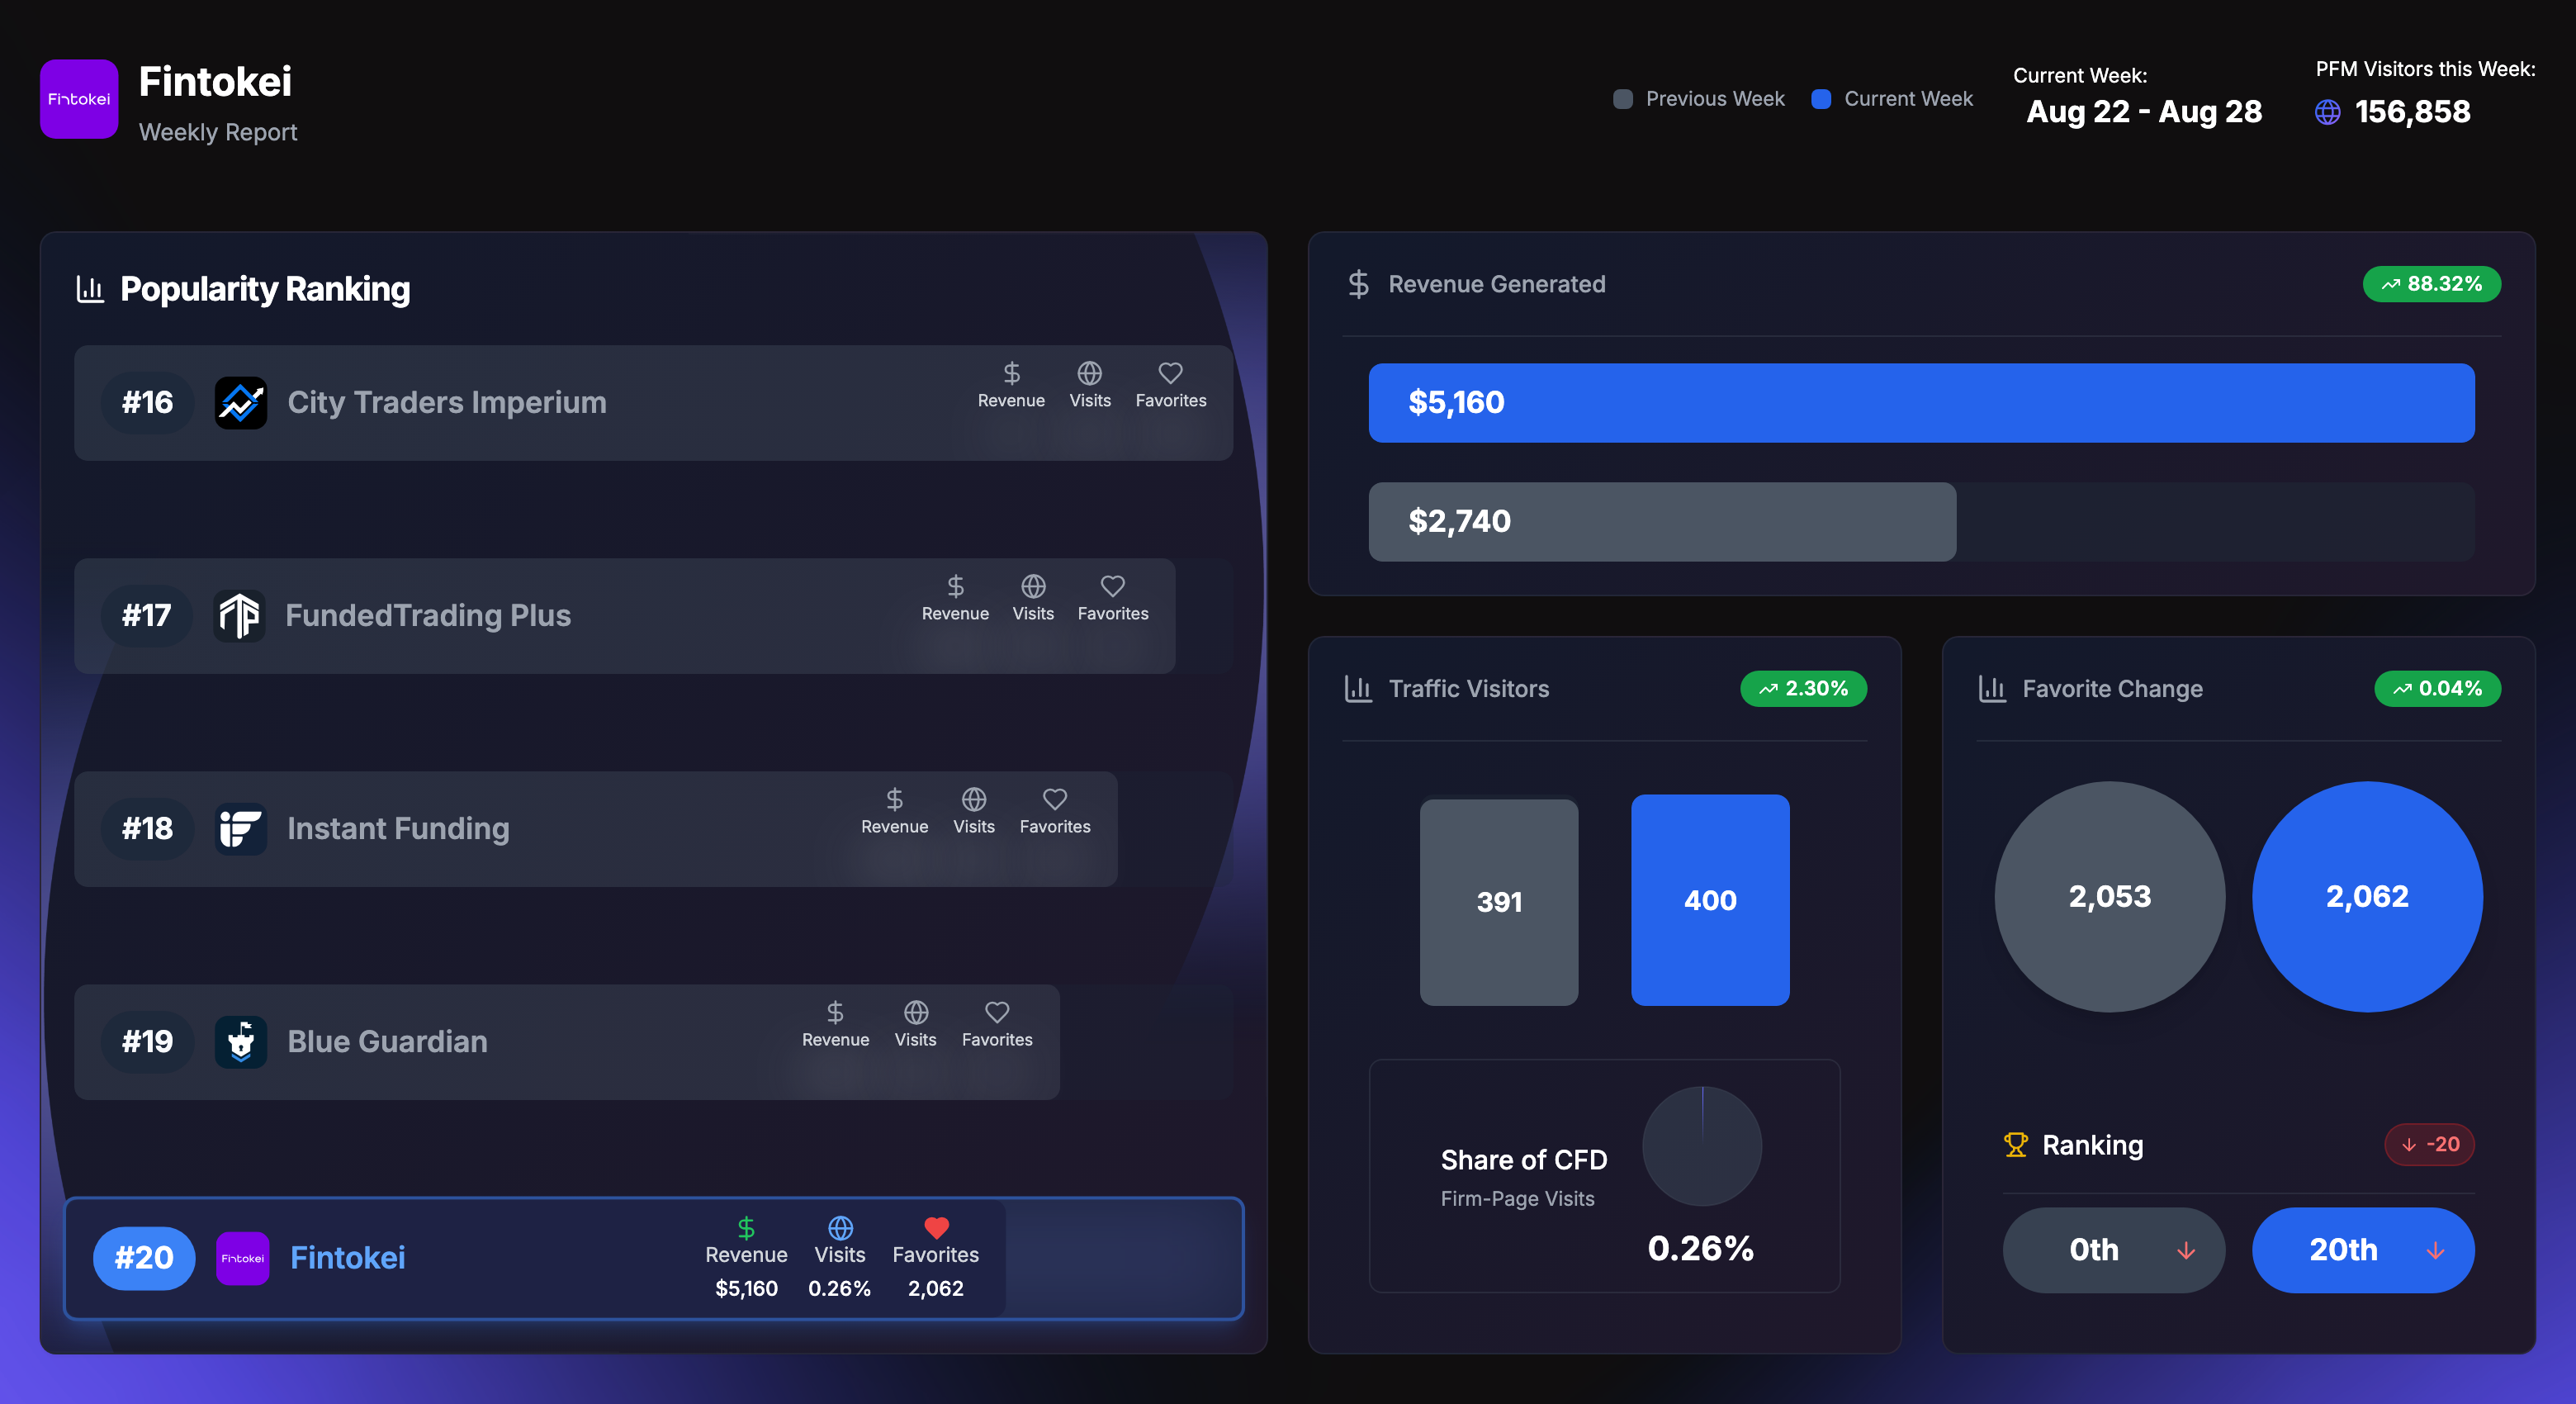 Fintokei
Fintokei
Weekly Report
Previous Week
Current Week
Current Week:
Aug 22 - Aug 28
PFM Visitors this Week:
156,858
Popularity Ranking
#16
City Traders Imperium
Revenue
Visits
Favorites
#17
FundedTrading Plus
Revenue
Visits
Favorites
#18
Instant Funding
Revenue
Visits
Favorites
#19
Blue Guardian
Revenue
Visits
Favorites
#20
Fintokei
Fintokei
Revenue
$5,160
Visits
0.26%
Favorites
2,062
Revenue Generated
88.32%
$5,160
$2,740
Traffic Visitors
2.30%
391
400
Share of CFD
Firm-Page Visits
0.26%
Favorite Change
0.04%
2,053
2,062
Ranking
-20
0th
20th